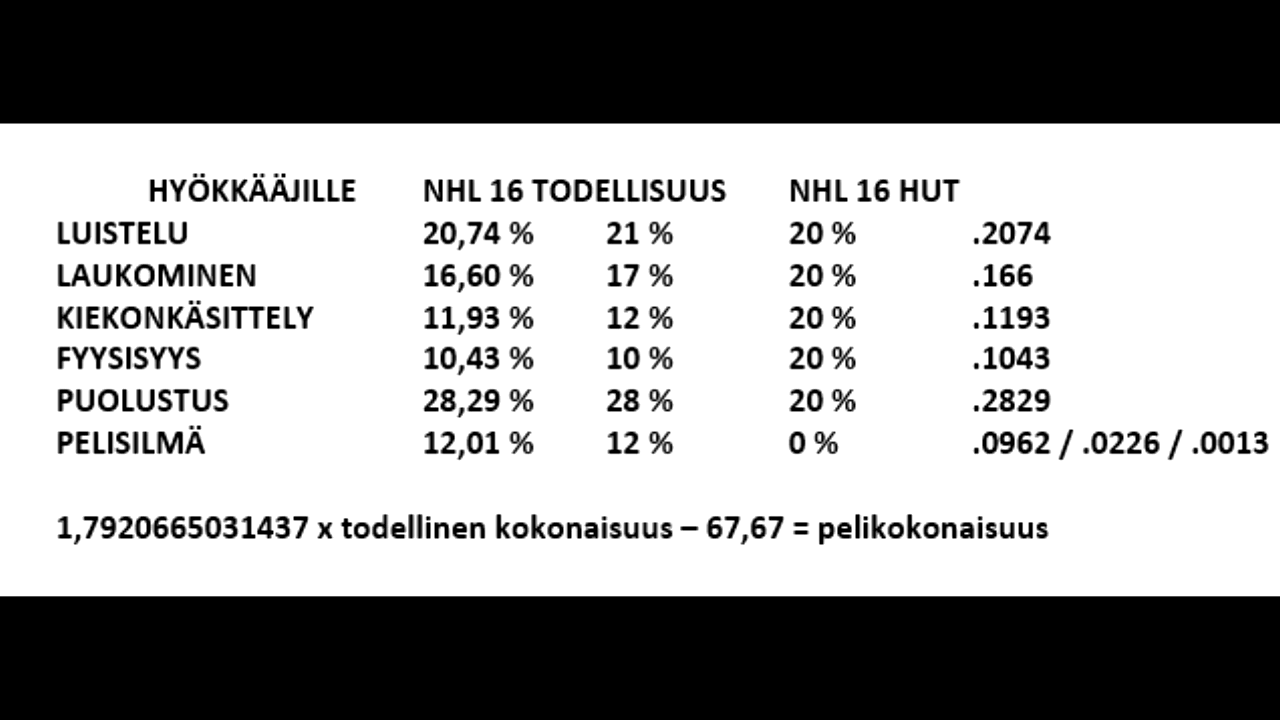 HYÖKKÄÄJILLE NHL 16 TODELLISUUS NHL 16 HUT
LUISTELU 20,74 % 21 % 20 % .2074
LAUKOMINEN 16,60 % 17 % 20 % .166
KIEKONKÄSITTELY 11,93 % 12 % 20 % .1193
FYYSISYYS 10,43 % 10 % 20 % .1043
PUOLUSTUS 28,29 % 28 % 20 % .2829
PELISILMÄ 12,01 % 12 % 0 % .0962 / .0226 / .0013
1,7920665031437 x todellinen kokonaisuus – 67,67 = pelikokonaisuus